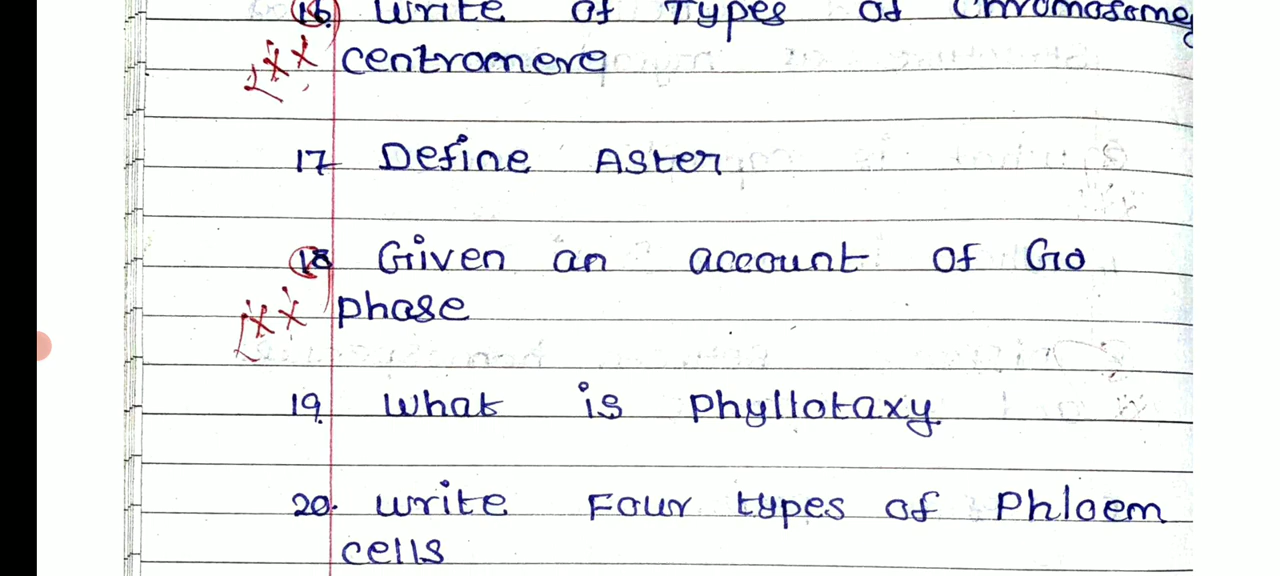 16. Write of Types of Chromosome
centromere
17 Define Aster
18 Given an account of G0
phase
19. What is phyllotaxy
20. Write Four types of Phloem
cells